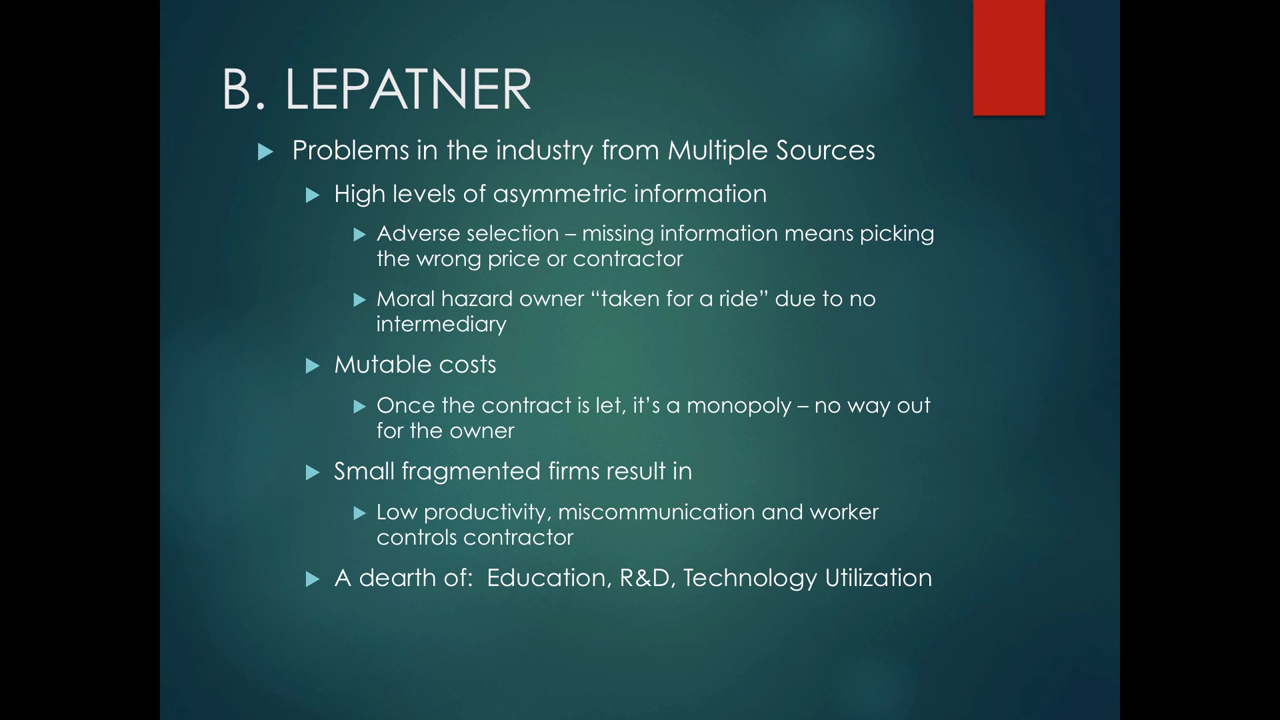 B. LEPATNER
Problems in the industry from Multiple Sources
High levels of asymmetric information
Adverse selection – missing information means picking
the wrong price or contractor
Moral hazard owner “taken for a ride” due to no
intermediary
Mutable costs
Once the contract is let, it’s a monopoly – no way out
for the owner
Small fragmented firms result in
Low productivity, miscommunication and worker
controls contractor
A dearth of:  Education, R&D, Technology Utilization